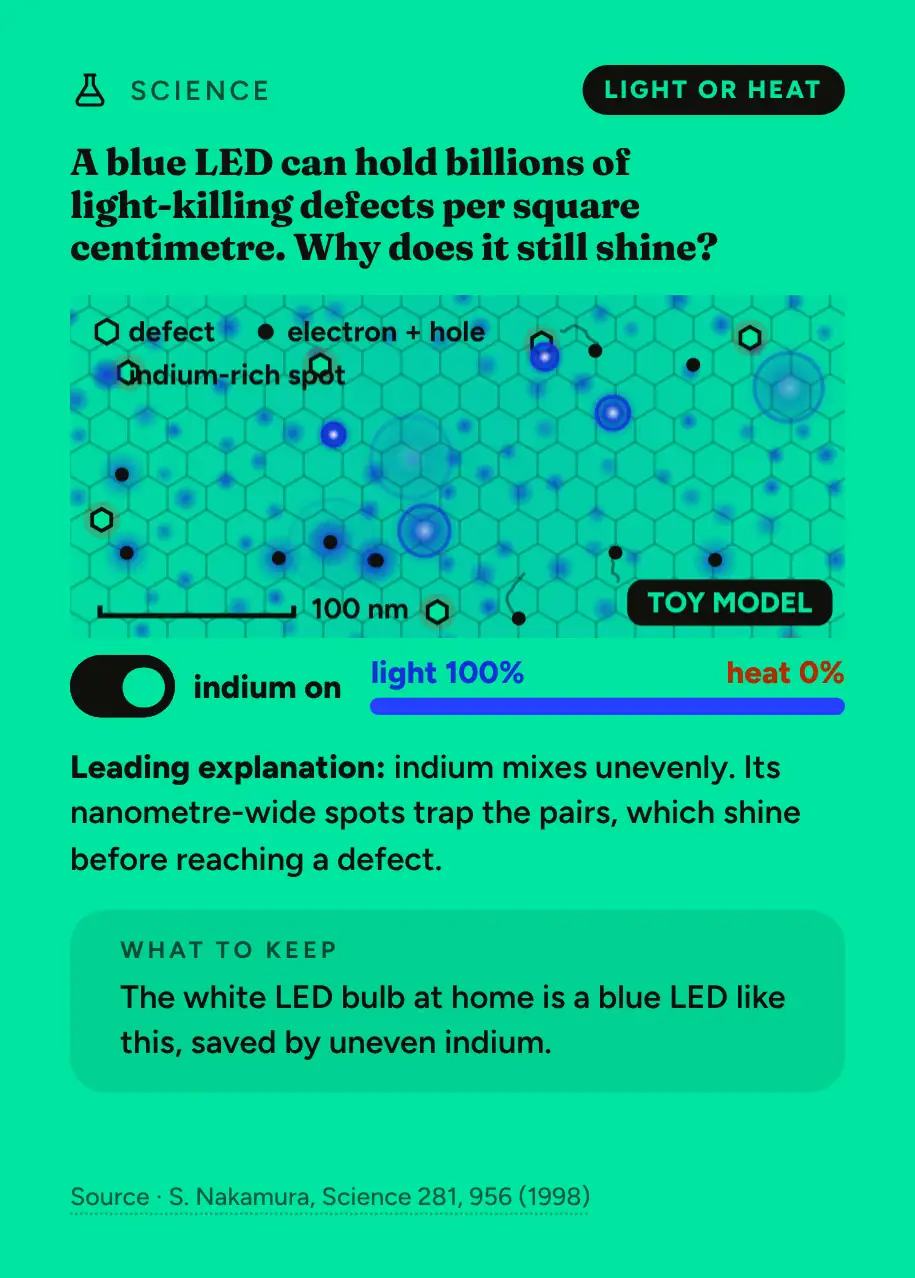 SCIENCE
LIGHT OR HEAT
A blue LED can hold billions of
light-killing defects per square
centimetre. Why does it still shine?
defect
electron + hole
indium-rich spot
100 nm
TOY MODEL
indium on
light 100%
heat 0%
Leading explanation: indium mixes unevenly. Its
nanometre-wide spots trap the pairs, which shine
before reaching a defect.
WHAT TO KEEP
The white LED bulb at home is a blue LED like
this, saved by uneven indium.
Source · S. Nakamura, Science 281, 956 (1998)